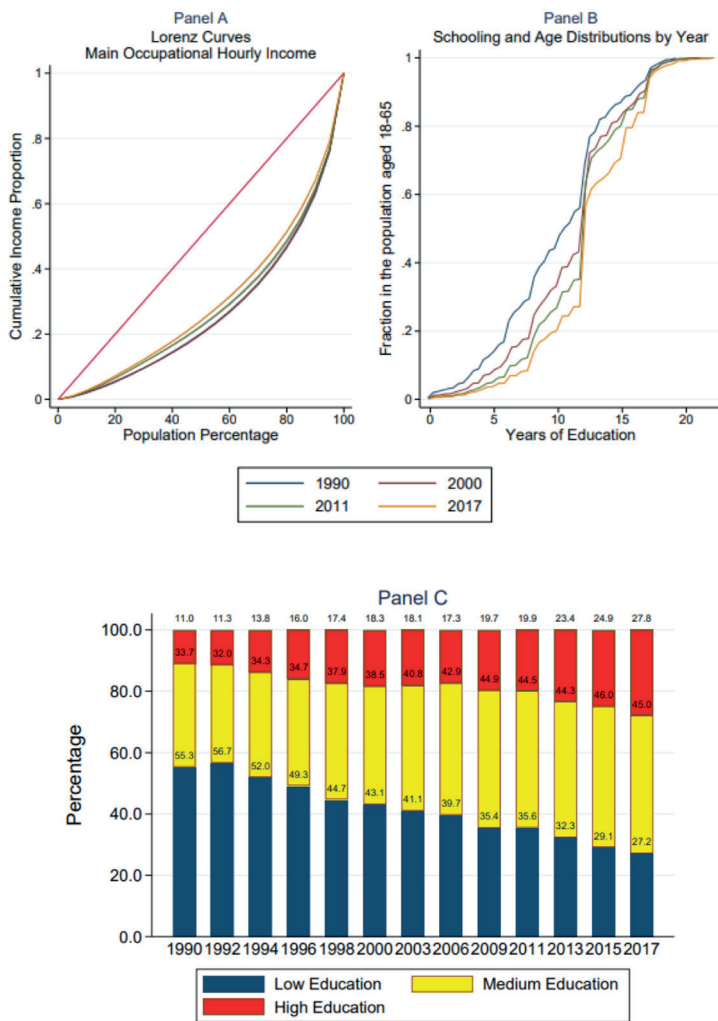 Panel A
Lorenz Curves
Main Occupational Hourly Income
Cumulative Income Proportion
1
.8
.6
.4
.2
0
0 20 40 60 80 100
Population Percentage
Panel B
Schooling and Age Distributions by Year
Fraction in the population aged 18-65
1
.8
.6
.4
.2
0
0 5 10 15 20
Years of Education
1990 2000
2011 2017
Panel C
11.0 11.3 13.8 16.0 17.4 18.3 18.1 17.3 19.7 19.9 23.4 24.9 27.8
33.7 32.0 34.3 34.7 37.9 38.5 40.8 42.9 44.9 44.5 44.3 46.0 45.0
55.3 56.7 52.0 49.3 44.7 43.1 41.1 39.7 35.4 35.6 32.3 29.1 27.2
Percentage
100.0
80.0
60.0
40.0
20.0
0.0
1990 1992 1994 1996 1998 2000 2003 2006 2009 2011 2013 2015 2017
Low Education Medium Education
High Education